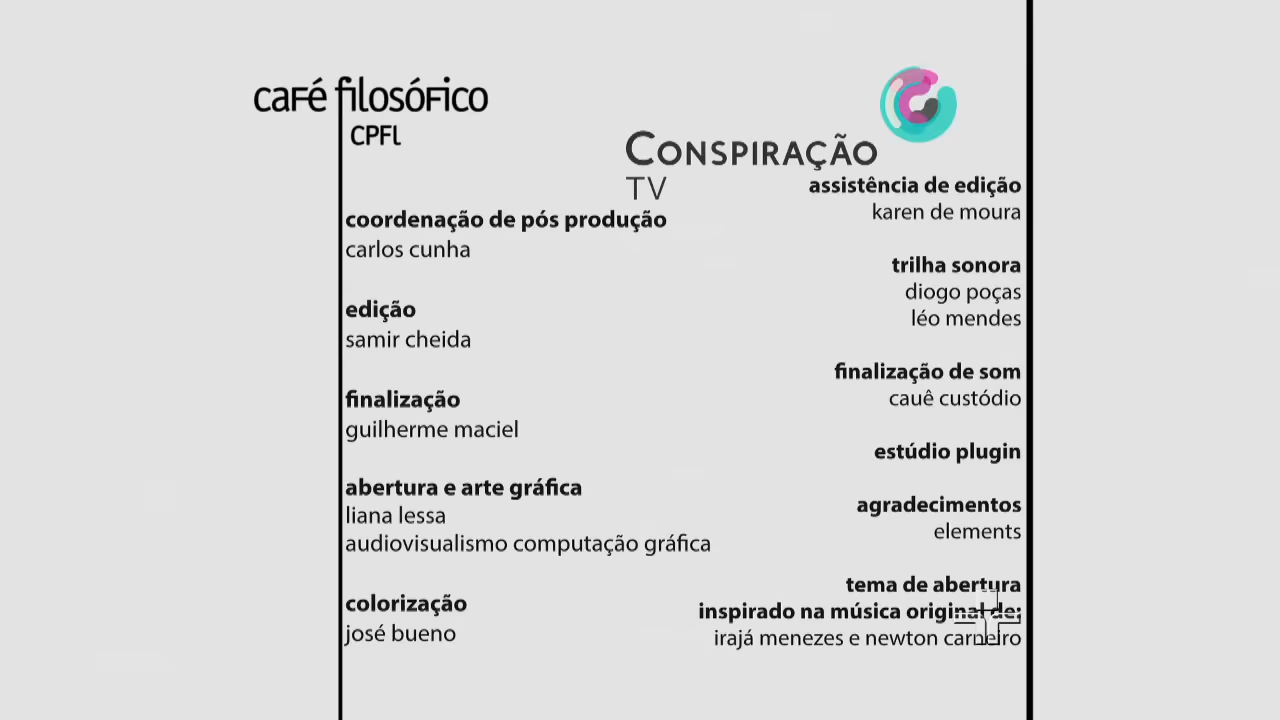 café filosófico
CPFL
CONSPIRAÇÃO
TV
coordenação de pós produção
carlos cunha
edição
samir cheida
finalização
guilherme maciel
abertura e arte gráfica
liana lessa
audiovisualismo computação gráfica
colorização
josé bueno
assistência de edição
karen de moura
trilha sonora
diogo poças
léo mendes
finalização de som
cauê custódio
estúdio plugin
agradecimentos
elements
tema de abertura
inspirado na música original de:
irajá menezes e newton carneiro